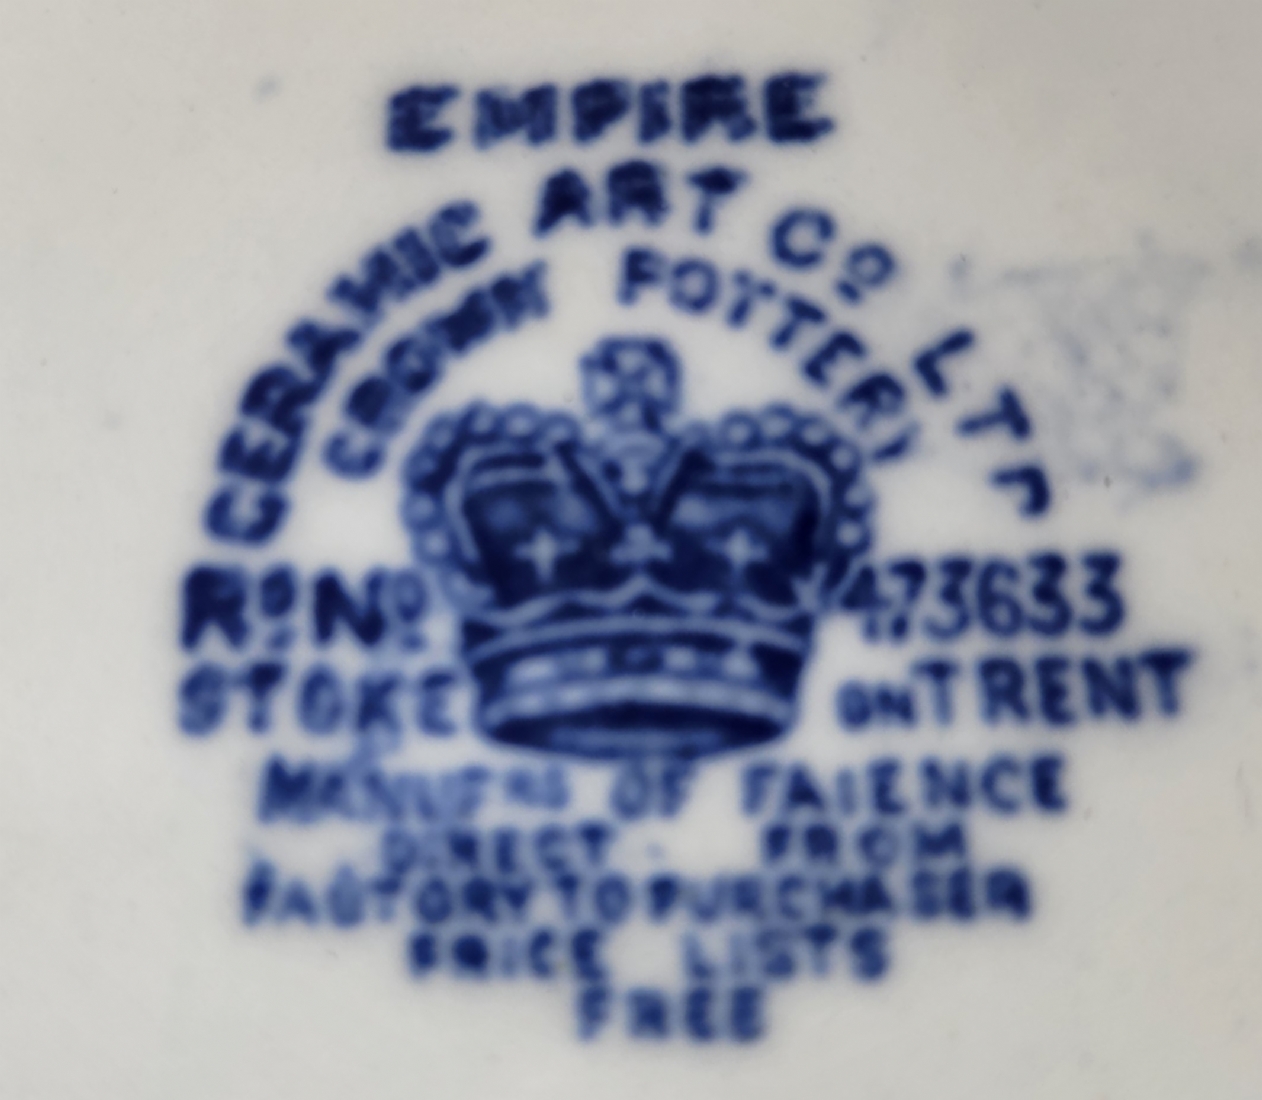 EMPIRE
CERAMIC ART Cº LTD
CROWN POTTERY
Rº Nº 473633
STOKE ON TRENT
MANUFRS OF FAIENCE
DIRECT FROM
FACTORY TO PURCHASER
PRICE LISTS
FREE